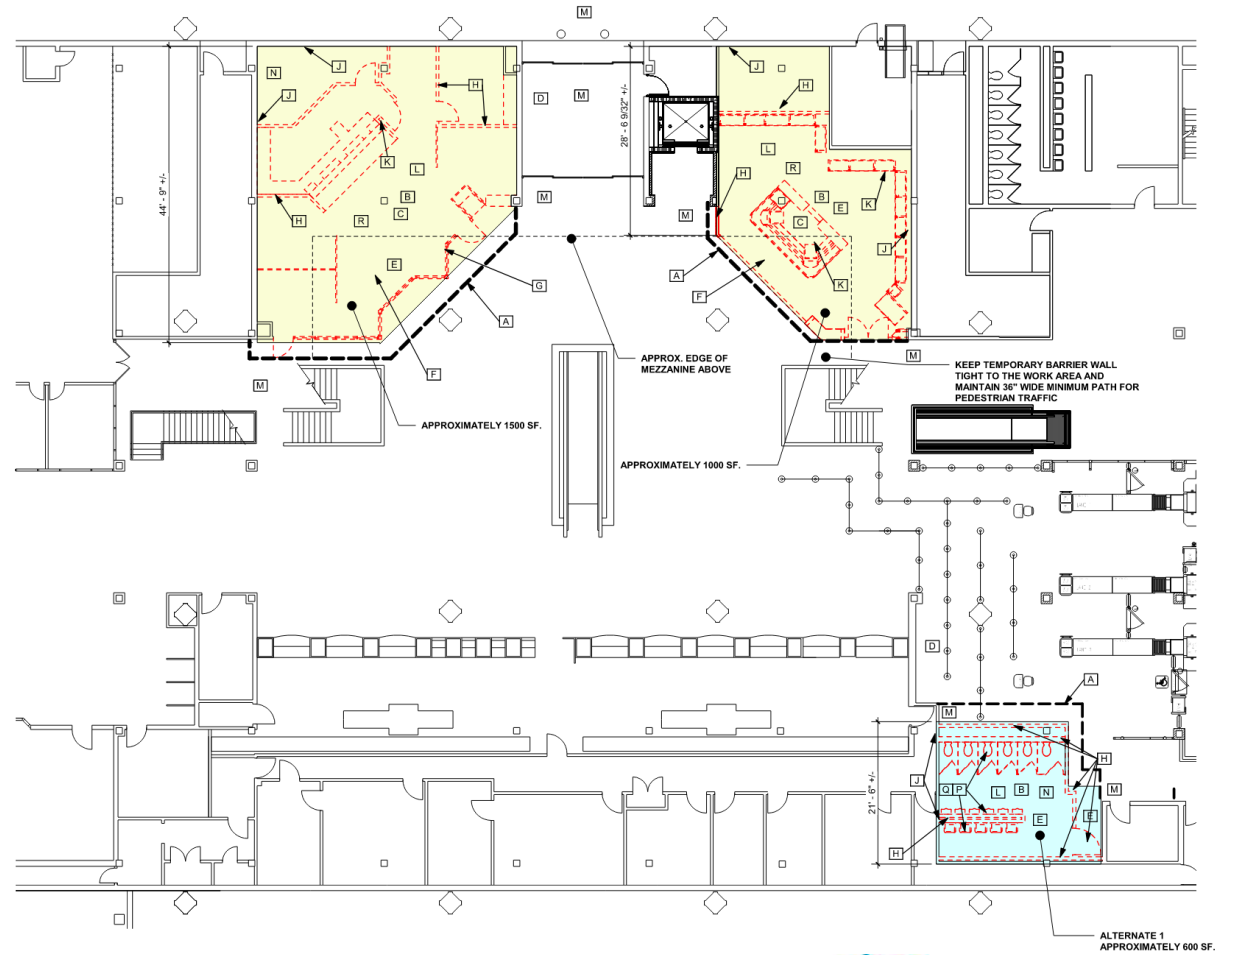 M
J
N
J
H
D
M
28' - 6 9/32" +/-
J
H
K
L
L
R
H
B
K
44' - 9" +/-
H
R
B
C
M
M
B
E
C
E
J
A
K
G
F
A
F
M
M
APPROX. EDGE OF
MEZZANINE ABOVE
KEEP TEMPORARY BARRIER WALL
TIGHT TO THE WORK AREA AND
MAINTAIN 36" WIDE MINIMUM PATH FOR
PEDESTRIAN TRAFFIC
APPROXIMATELY 1500 SF.
APPROXIMATELY 1000 SF.
D
A
M
H
J
Q
P
L
B
N
M
21' - 6" +/-
E
E
H
ALTERNATE 1
APPROXIMATELY 600 SF.